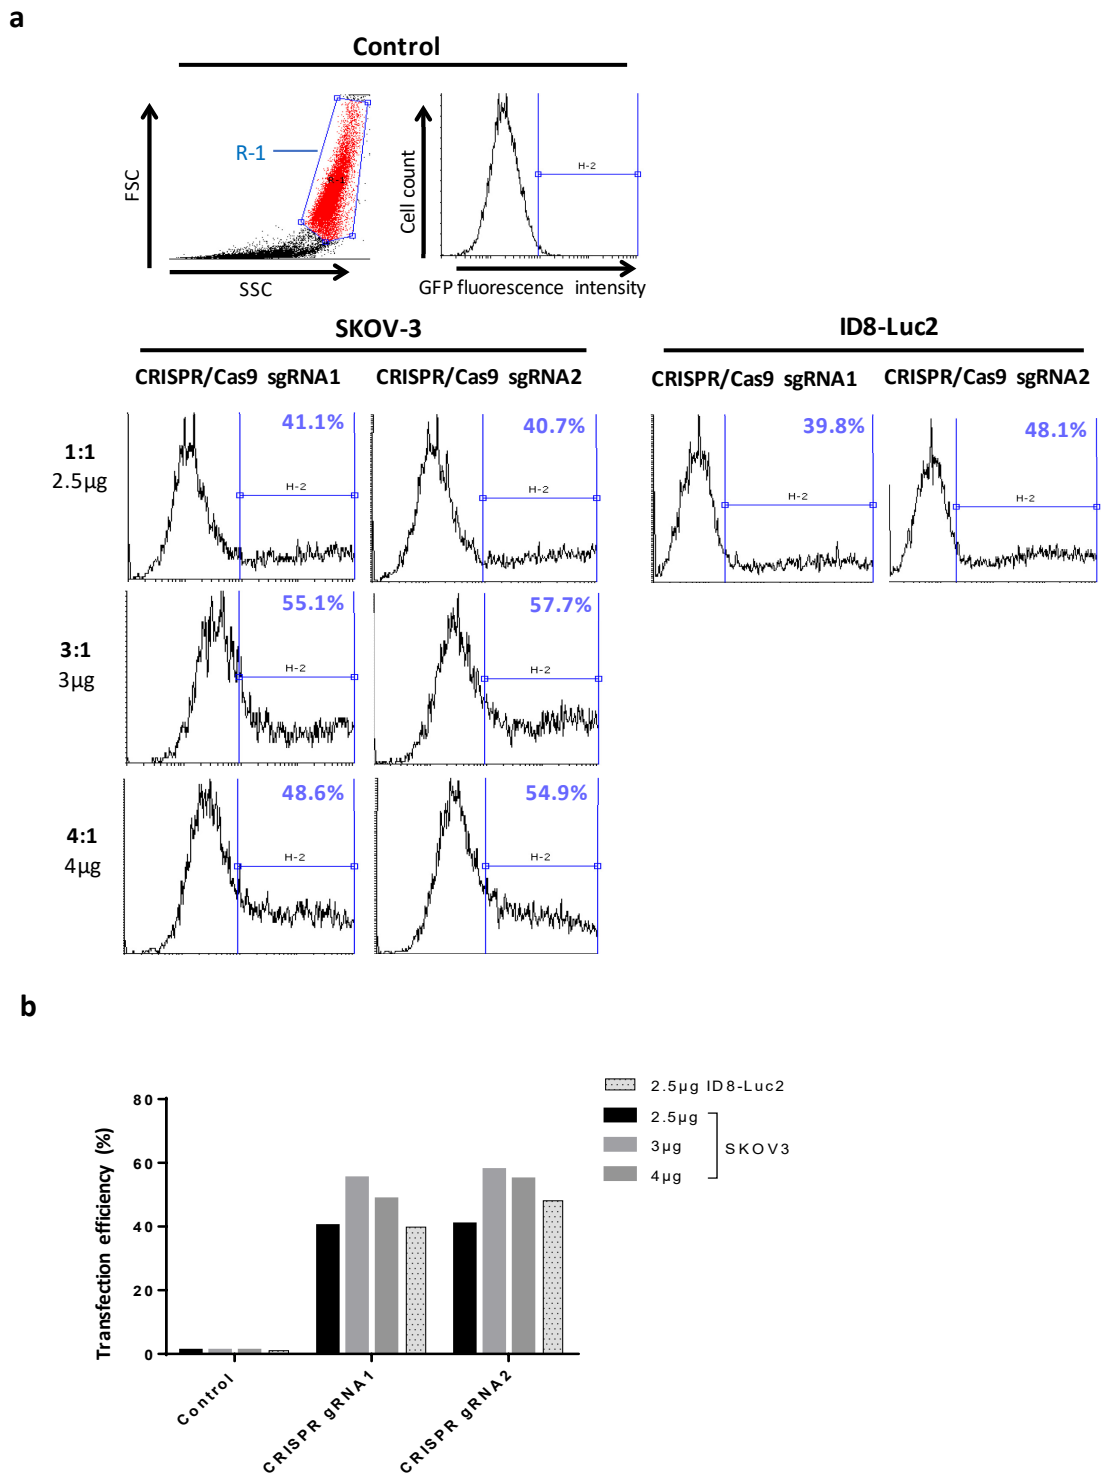 a
Control
FSC
R-1
R-1
SSC
Cell count
H-2
GFP fluorescence intensity
SKOV-3
ID8-Luc2
CRISPR/Cas9 sgRNA1
CRISPR/Cas9 sgRNA2
CRISPR/Cas9 sgRNA1
CRISPR/Cas9 sgRNA2
1:1
2.5µg
41.1%
H-2
40.7%
H-2
39.8%
H-2
48.1%
H-2
3:1
3µg
55.1%
H-2
57.7%
H-2
4:1
4µg
48.6%
H-2
54.9%
H-2
b
Transfection efficiency (%)
80
60
40
20
0
Control
CRISPR gRNA1
CRISPR gRNA2
2.5µg ID8-Luc2
2.5µg
3µg
4µg
SKOV3